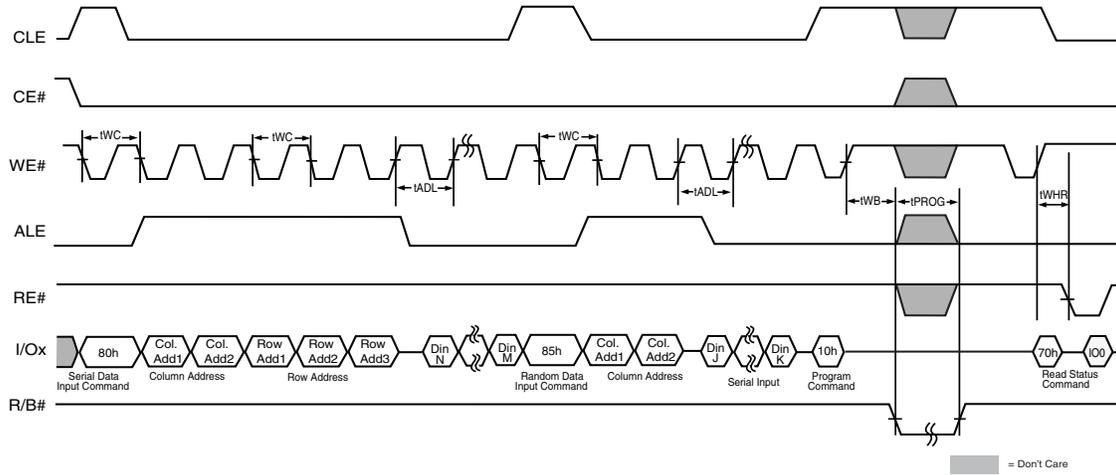 CLE
CE#
tWC
tWC
tWC
WE#
tADL
tADL
tWB
tPROG
tWHR
ALE
RE#
I/Ox
80h
Col. Add1
Col. Add2
Row Add1
Row Add2
Row Add3
Din N
Din M
85h
Col. Add1
Col. Add2
Din J
Din K
10h
70h
IO0
Serial Data
Input Command
Column Address
Row Address
Random Data
Input Command
Column Address
Serial Input
Program
Command
Read Status
Command
R/B#
= Don't Care